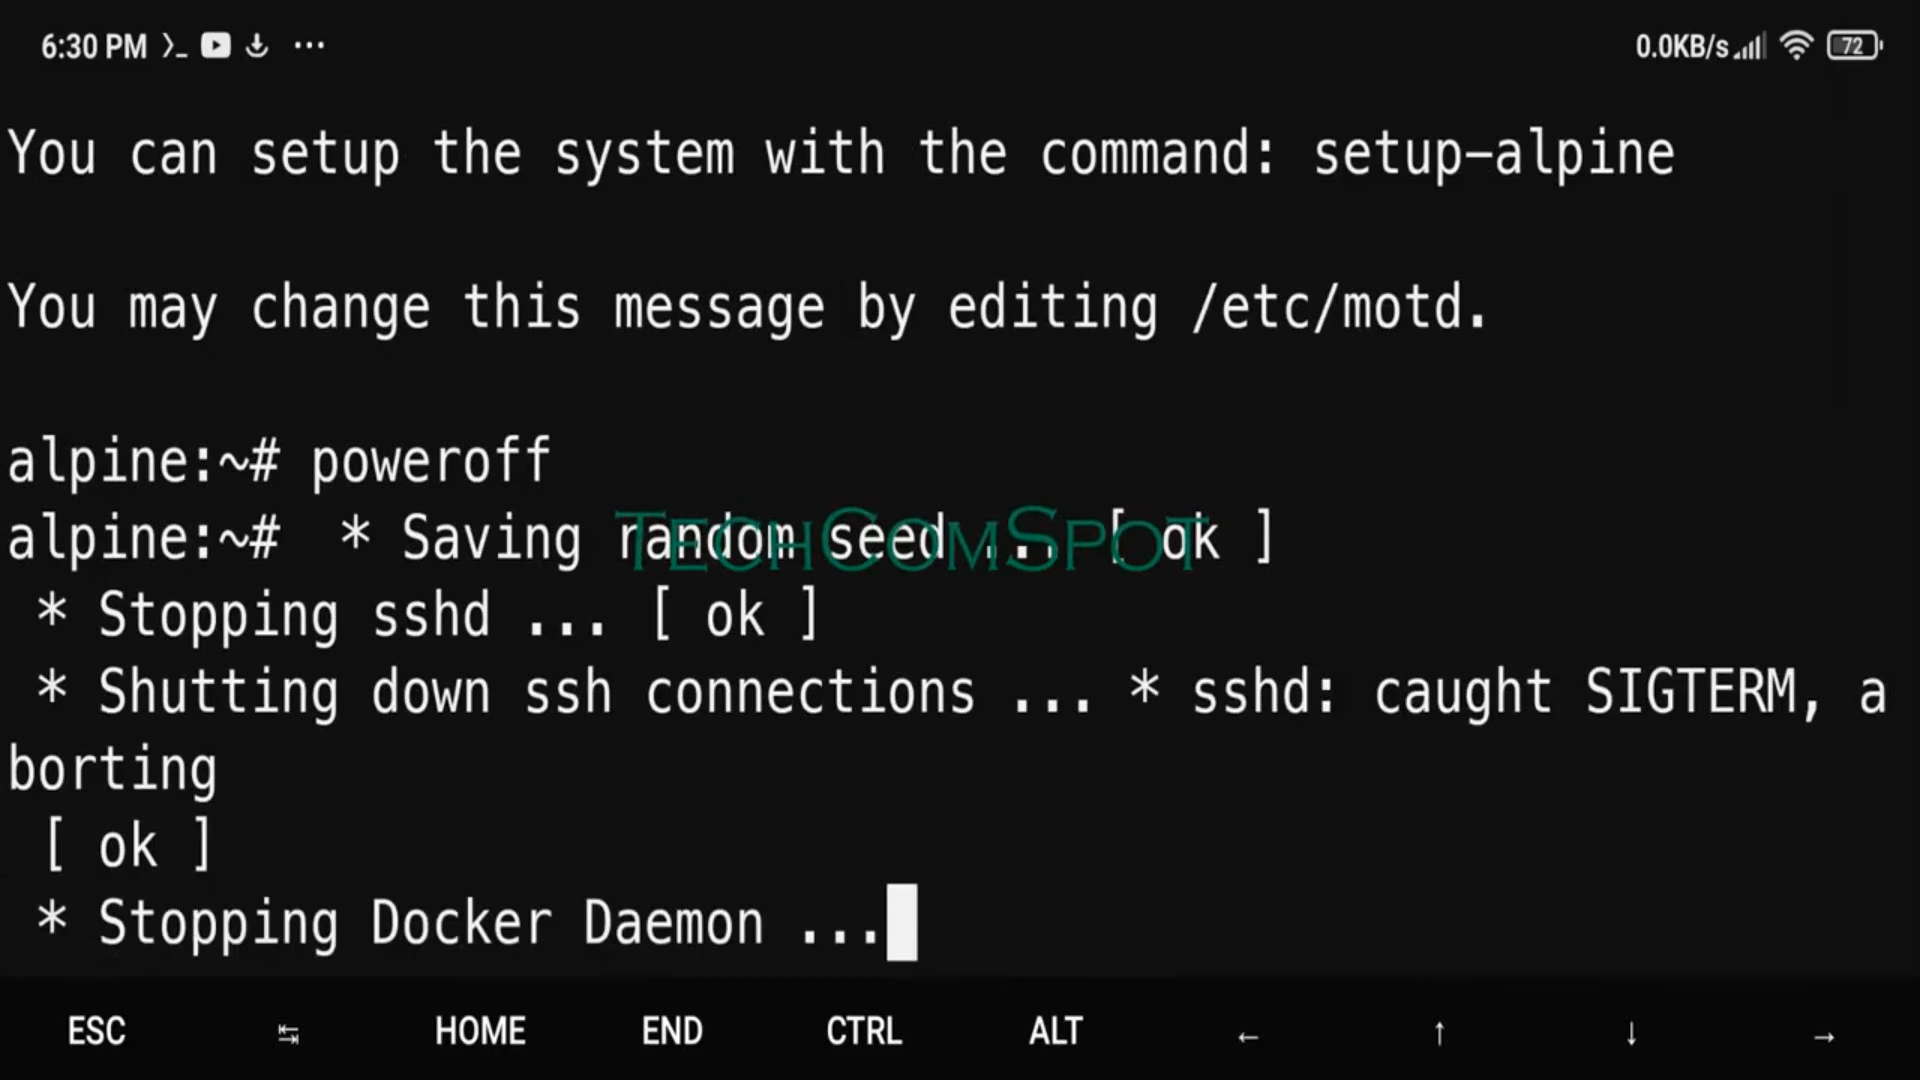 6:30 PM 0.0KB/s 72
You can setup the system with the command: setup-alpine
You may change this message by editing /etc/motd.
alpine:~# poweroff
alpine:~#  * Saving random seed ... [ ok ]
TECHCOMSPOT
 * Stopping sshd ... [ ok ]
 * Shutting down ssh connections ... * sshd: caught SIGTERM, a
borting
 [ ok ]
 * Stopping Docker Daemon ...
ESC ↹ HOME END CTRL ALT ← ↑ ↓ →